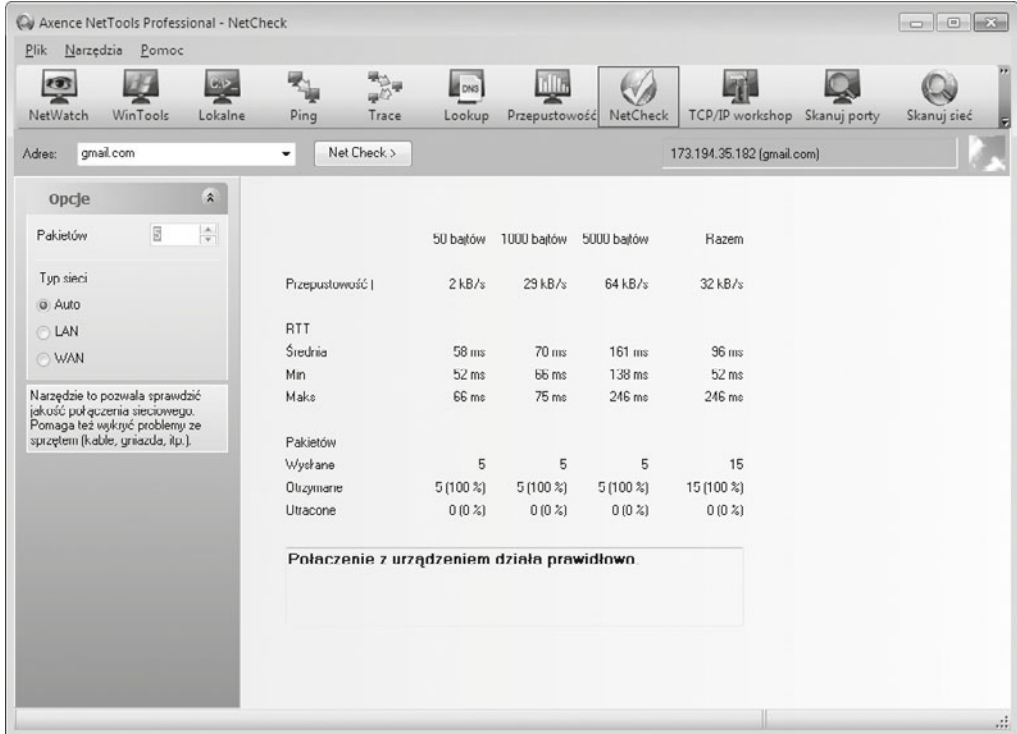 Axence NetTools Professional - NetCheck
Plik Narzędzia Pomoc
NetWatch WinTools Lokalne Ping Trace Lookup Przepustowość NetCheck TCP/IP workshop Skanuj porty Skanuj sieć
C:\>
DNS
Adres: gmail.com Net Check > 173.194.35.182 (gmail.com)
Opcje
Pakietów 5
Typ sieci
Auto
LAN
WAN
Narzędzie to pozwala sprawdzić
jakość połączenia sieciowego.
Pomaga też wykryć problemy ze
sprzętem (kable, gniazda, itp.).
50 bajtów 1000 bajtów 5000 bajtów Razem
Przepustowość 2 kB/s 29 kB/s 64 kB/s 32 kB/s
RTT
Średnia 58 ms 70 ms 161 ms 96 ms
Min 52 ms 66 ms 138 ms 52 ms
Maks 66 ms 75 ms 246 ms 246 ms
Pakietów
Wysłane 5 5 5 15
Otrzymane 5 (100 %) 5 (100 %) 5 (100 %) 15 (100 %)
Utracone 0 (0 %) 0 (0 %) 0 (0 %) 0 (0 %)
Połączenie z urządzeniem działa prawidłowo.